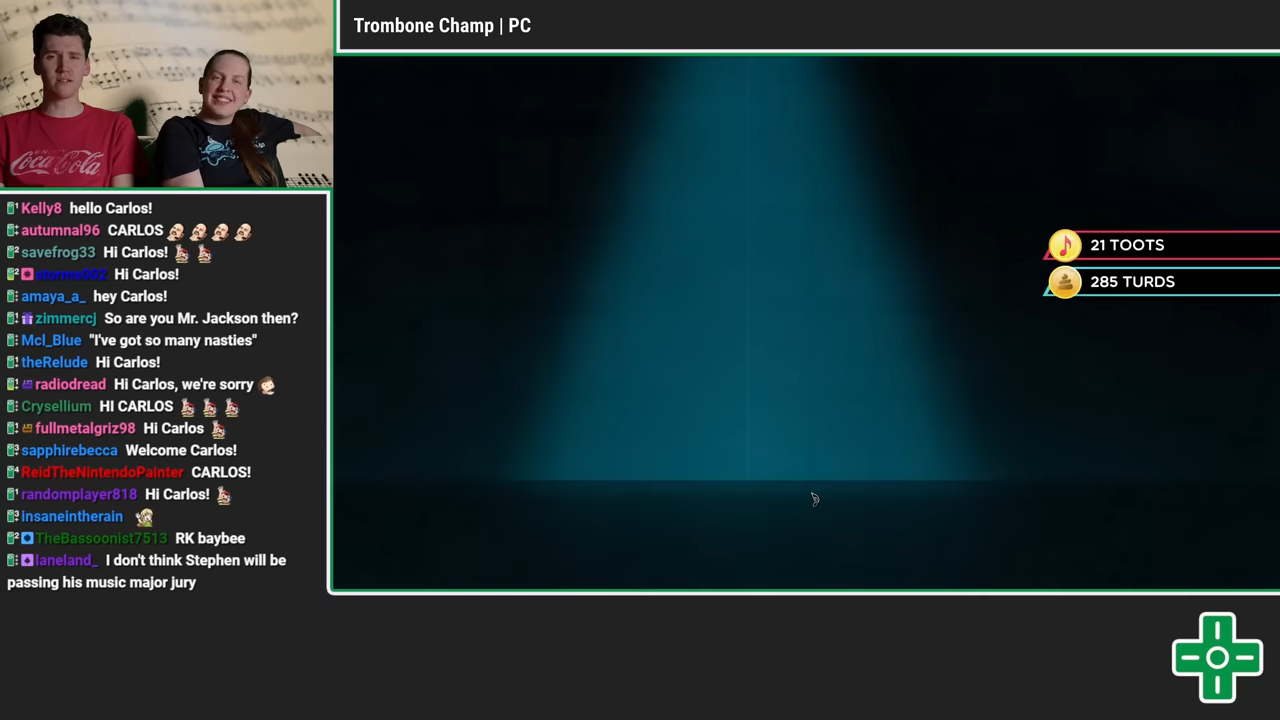 Trombone Champ | PC
ENJOY
Coca-Cola
21 TOOTS
285 TURDS
Kelly8 hello Carlos!
autumnal96 CARLOS
savefrog33 Hi Carlos!
storma002 Hi Carlos!
amaya_a_ hey Carlos!
zimmercj So are you Mr. Jackson then?
Mcl_Blue "I've got so many nasties"
theRelude Hi Carlos!
radiodread Hi Carlos, we're sorry
Crysellium HI CARLOS
fullmetalgriz98 Hi Carlos
sapphirebecca Welcome Carlos!
ReidTheNintendoPainter CARLOS!
randomplayer818 Hi Carlos!
insaneintherain
TheBassoonist7513 RK baybee
laneland_ I don't think Stephen will be
passing his music major jury